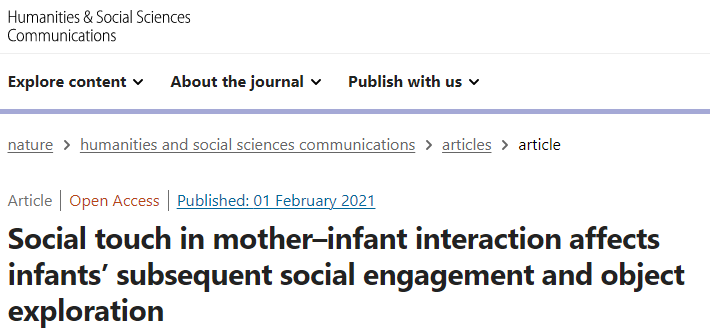 Humanities & Social Sciences
Communications
Explore content About the journal Publish with us
nature > humanities and social sciences communications > articles > article
Article | Open Access | Published: 01 February 2021
Social touch in mother–infant interaction affects
infants’ subsequent social engagement and object
exploration